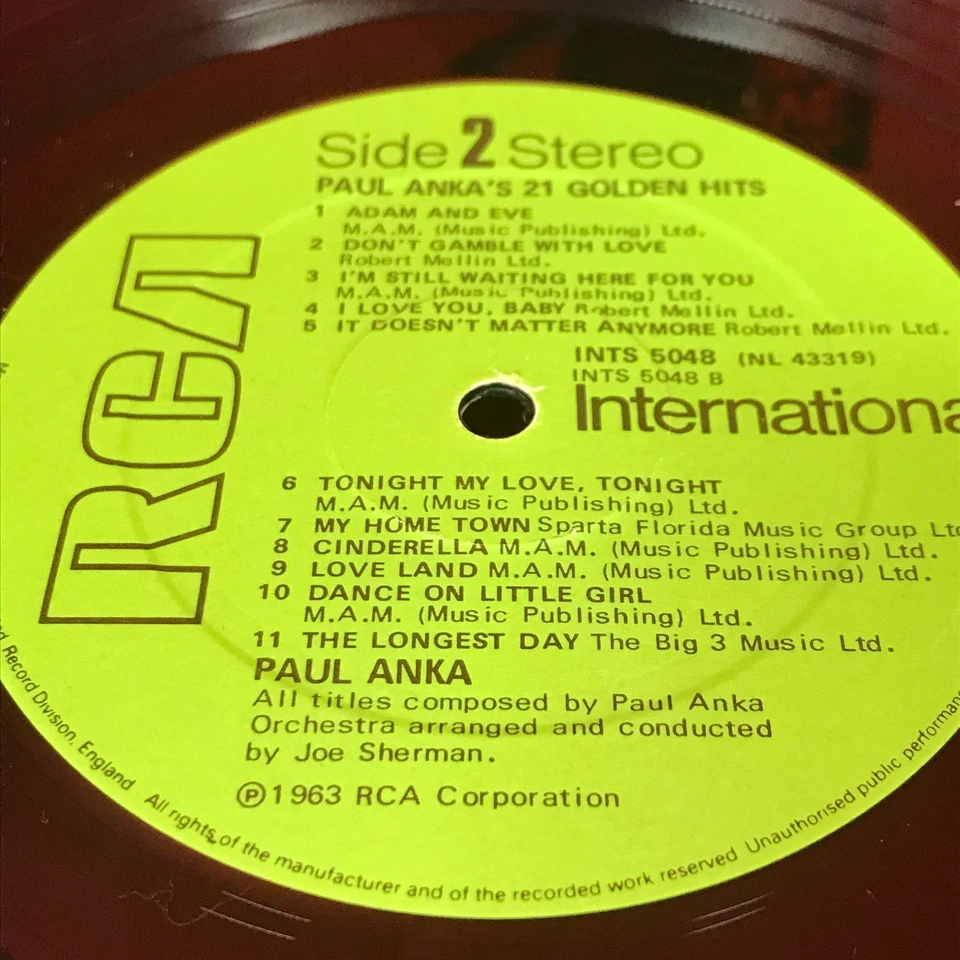 Side 2 Stereo
PAUL ANKA'S 21 GOLDEN HITS
1 ADAM AND EVE
M.A.M. (Music Publishing) Ltd.
2 DON'T GAMBLE WITH LOVE
Robert Mellin Ltd.
3 I'M STILL WAITING HERE FOR YOU
M.A.M. (Music Publishing) Ltd.
4 I LOVE YOU, BABY Robert Mellin Ltd.
5 IT DOESN'T MATTER ANYMORE Robert Mellin Ltd.
INTS 5048 (NL 43319)
INTS 5048 B
Internationa
RCA
6 TONIGHT MY LOVE, TONIGHT
M.A.M. (Music Publishing) Ltd.
7 MY HOME TOWN Sparta Florida Music Group Ltd
8 CINDERELLA M.A.M. (Music Publishing) Ltd.
9 LOVE LAND M.A.M. (Music Publishing) Ltd.
10 DANCE ON LITTLE GIRL
M.A.M. (Music Publishing) Ltd.
11 THE LONGEST DAY The Big 3 Music Ltd.
PAUL ANKA
All titles composed by Paul Anka
Orchestra arranged and conducted
by Joe Sherman.
Ⓟ1963 RCA Corporation
Record Division, England All rights of the manufacturer and of the recorded work reserved Unauthorised public performan